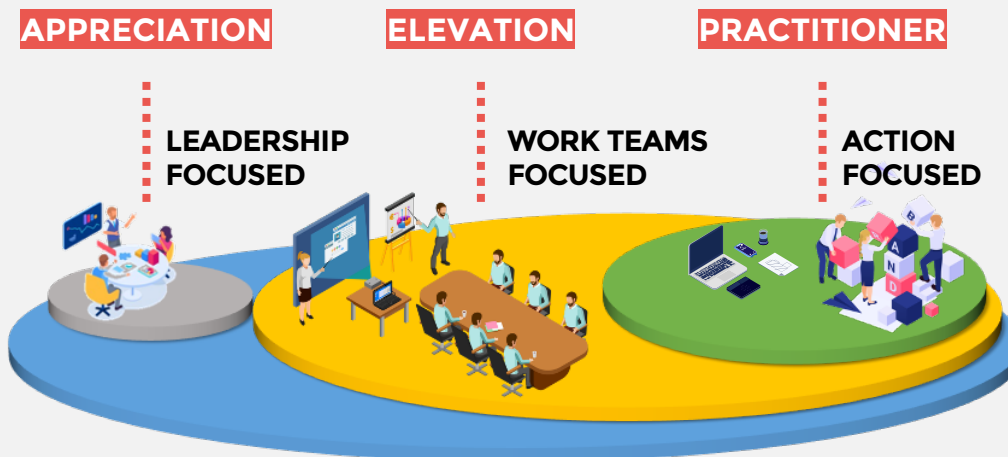 APPRECIATION
LEADERSHIP
FOCUSED
ELEVATION
WORK TEAMS
FOCUSED
PRACTITIONER
ACTION
FOCUSED
B
A
N
D